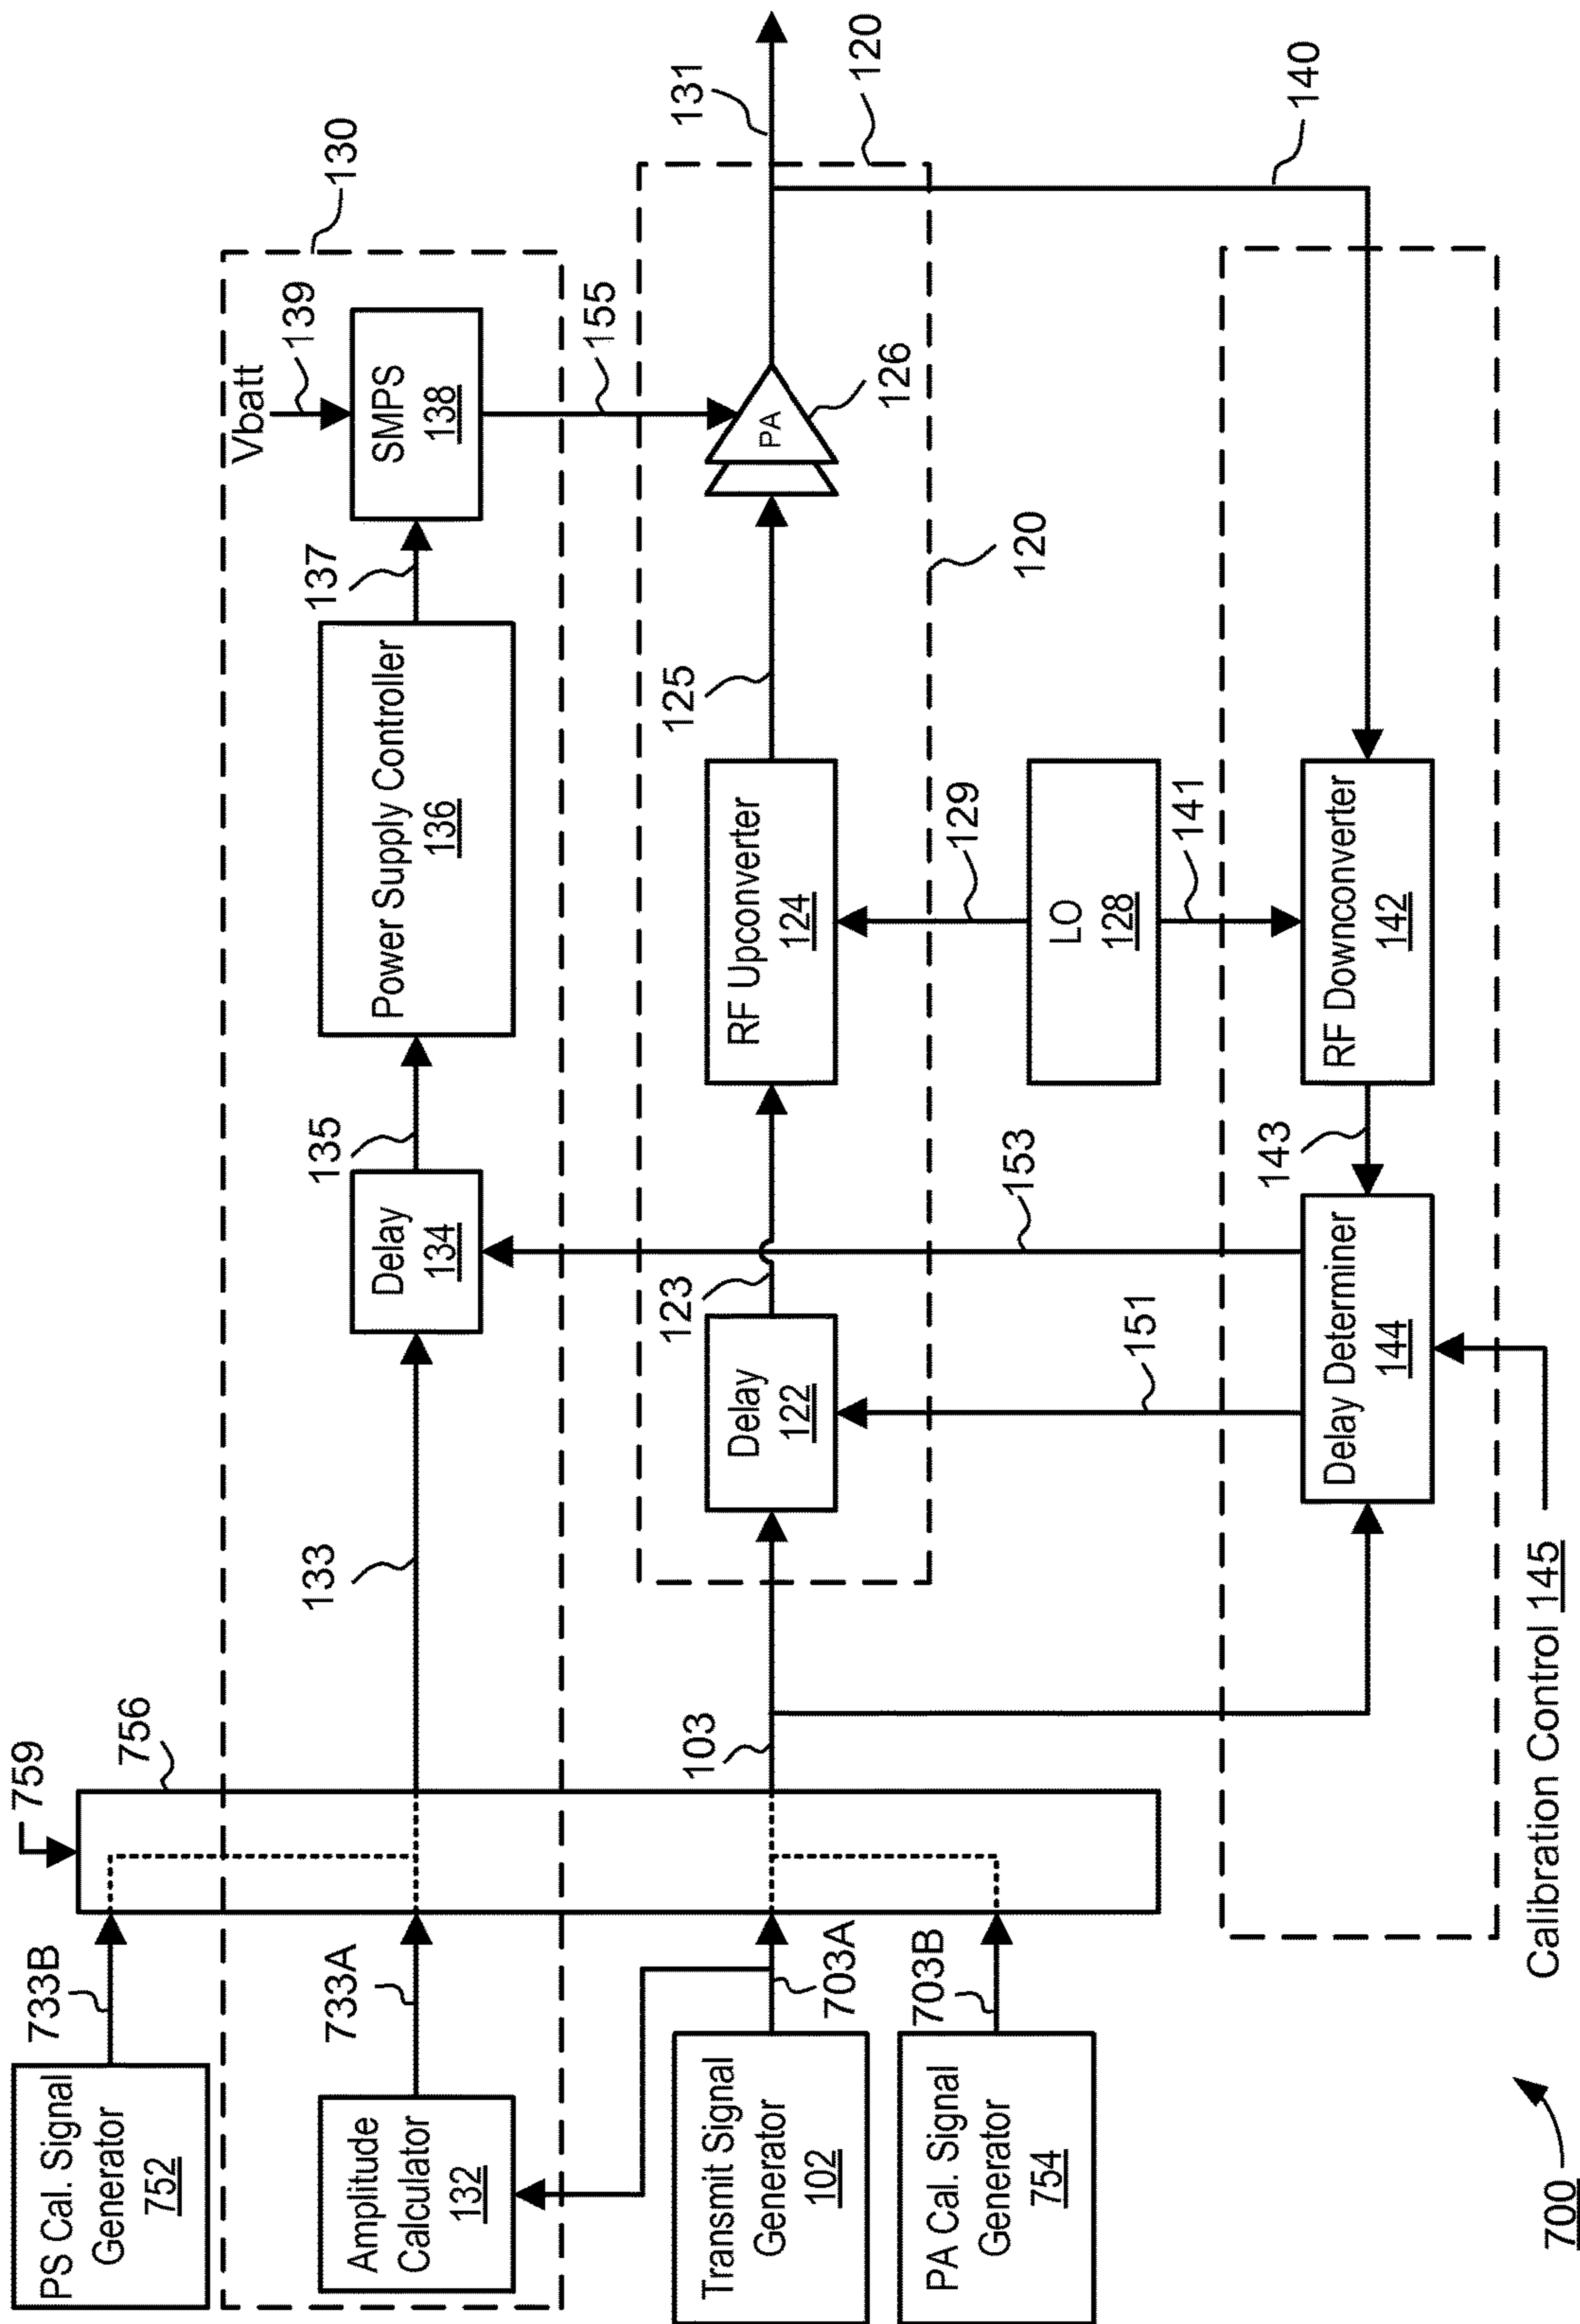 PS Cal. Signal
Generator
752
733B
759
756
130
Amplitude
Calculator
132
733A
133
Delay
134
135
Power Supply Controller
136
137
Vbatt
139
SMPS
138
155
Transmit Signal
Generator
102
703A
103
Delay
122
123
RF Upconverter
124
125
PA
126
131
120
PA Cal. Signal
Generator
754
703B
151
153
129
LO
128
141
120
140
Delay Determiner
144
143
RF Downconverter
142
Calibration Control 145
700